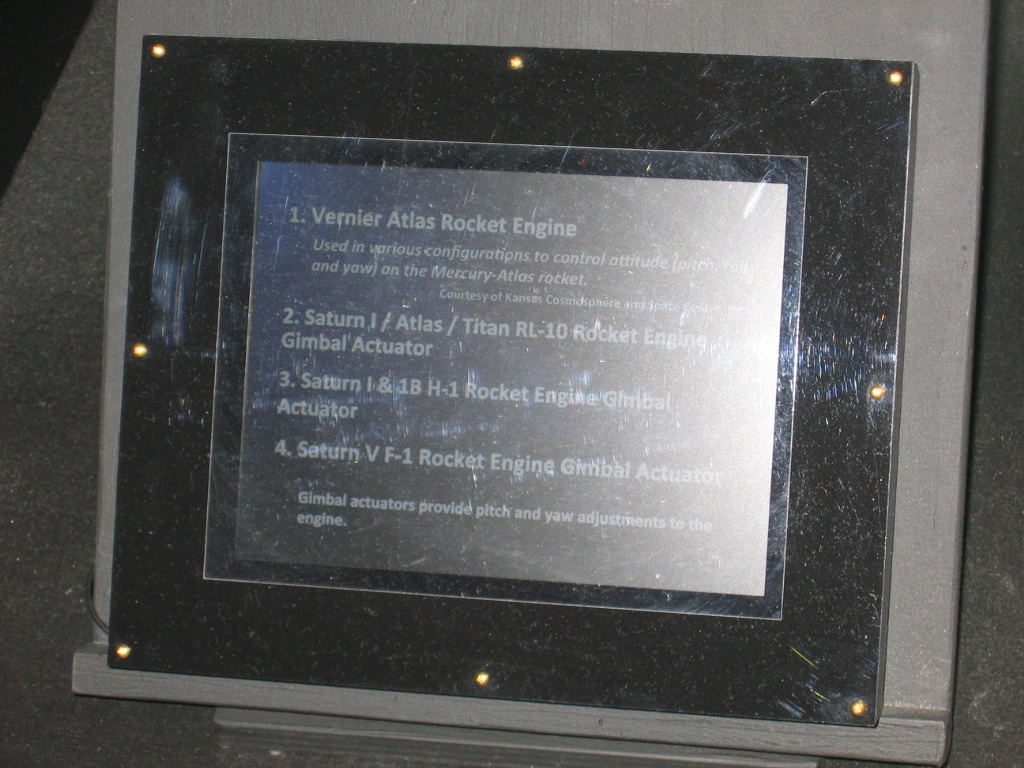 1. Vernier Atlas Rocket Engine
Used in various configurations to control attitude (pitch, roll
and yaw) on the Mercury-Atlas rocket.
Courtesy of Kansas Cosmosphere and Space
2. Saturn I / Atlas / Titan RL-10 Rocket Engine
Gimbal Actuator
3. Saturn I & 1B H-1 Rocket Engine Gimbal
Actuator
4. Saturn V F-1 Rocket Engine Gimbal Actuator
Gimbal actuators provide pitch and yaw adjustments to the
engine.